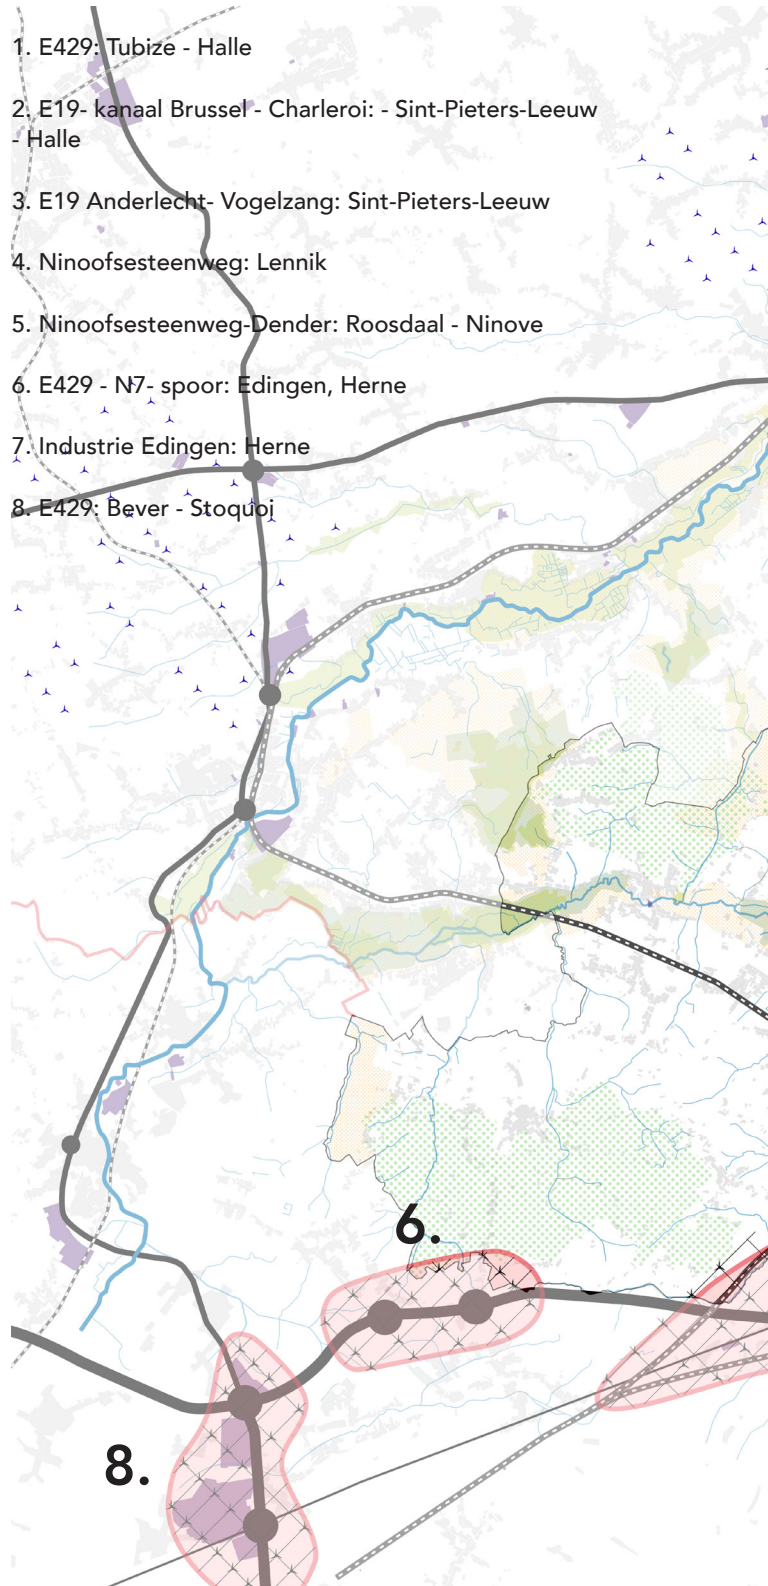 1. E429: Tubize - Halle
2. E19- kanaal Brussel - Charleroi: - Sint-Pieters-Leeuw
- Halle
3. E19 Anderlecht- Vogelzang: Sint-Pieters-Leeuw
4. Ninoofsesteenweg: Lennik
5. Ninoofsesteenweg-Dender: Roosdaal - Ninove
6. E429 - N7- spoor: Edingen, Herne
7. Industrie Edingen: Herne
8. E429: Bever - Stoquoi
6.
8.